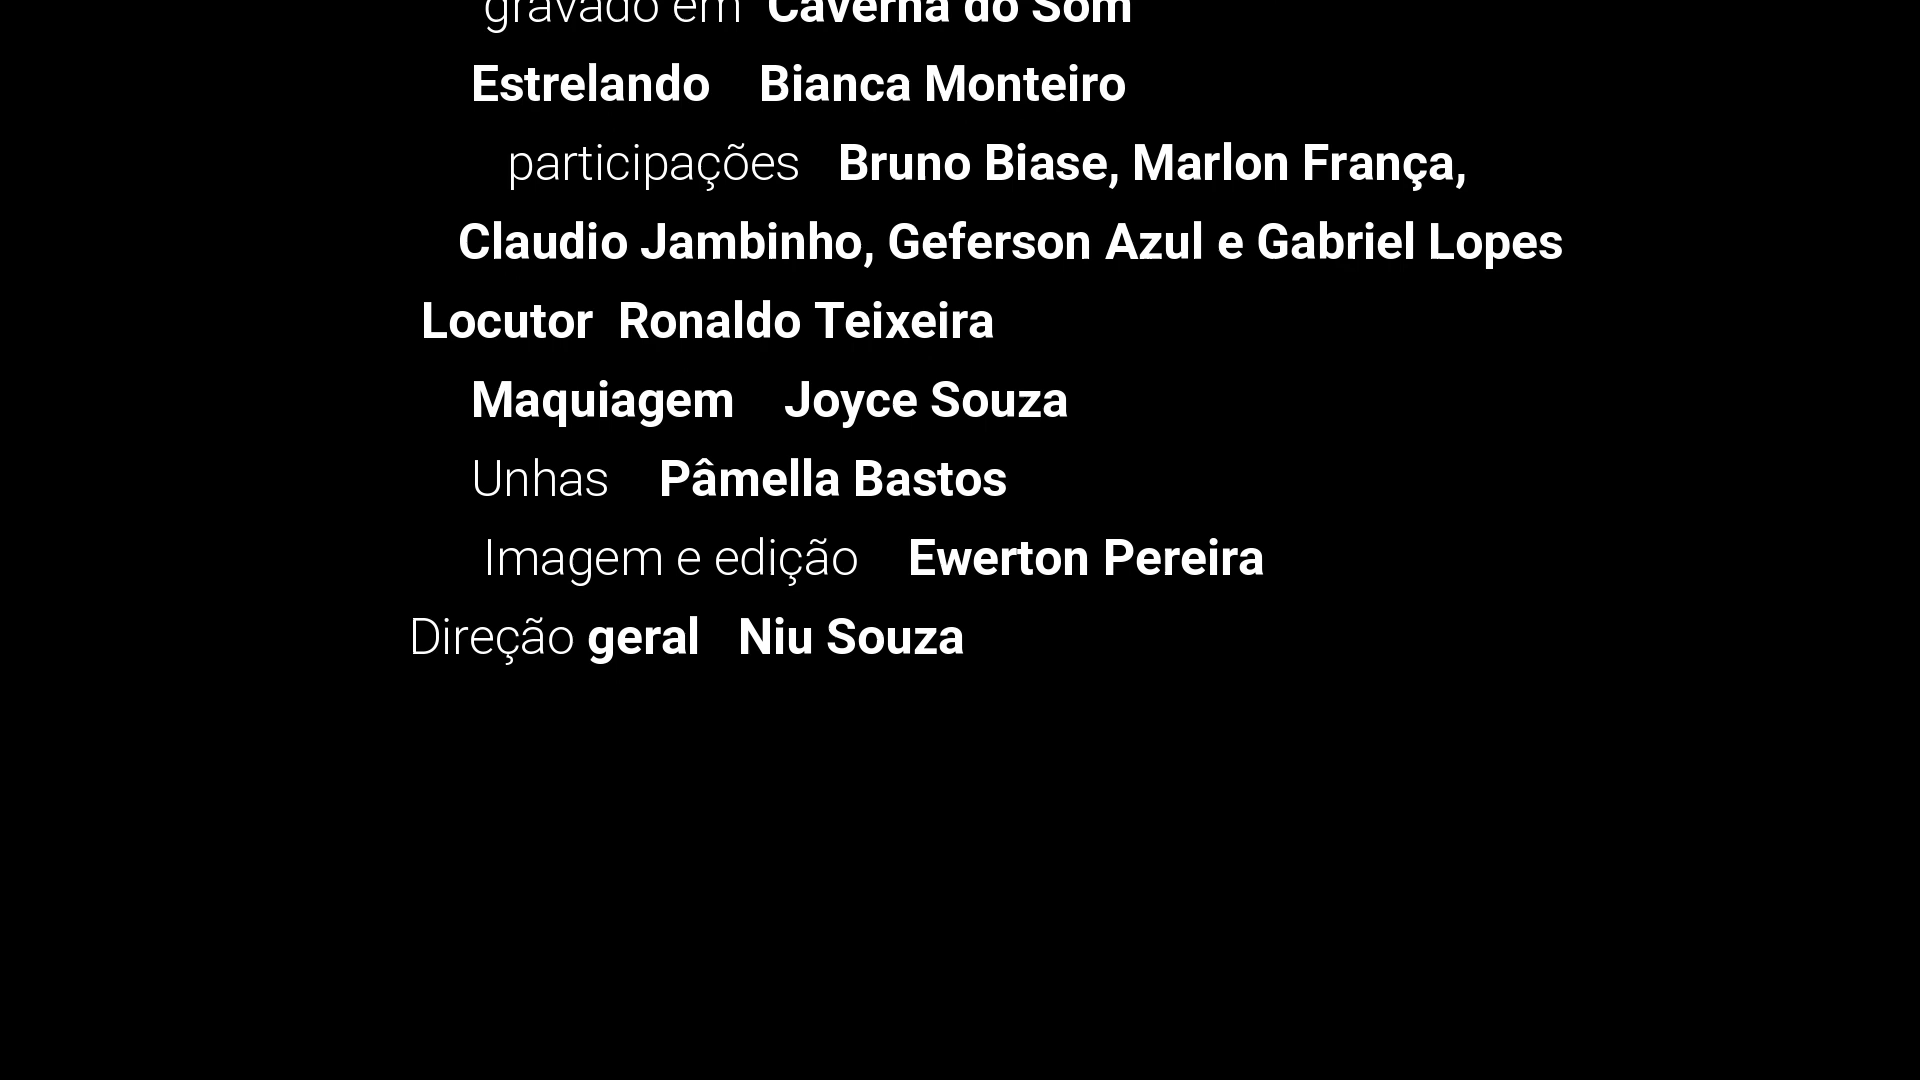 gravado em Caverna do Som
Estrelando Bianca Monteiro
participações Bruno Biase, Marlon França,
Claudio Jambinho, Geferson Azul e Gabriel Lopes
Locutor Ronaldo Teixeira
Maquiagem Joyce Souza
Unhas Pâmella Bastos
Imagem e edição Ewerton Pereira
Direção geral Niu Souza